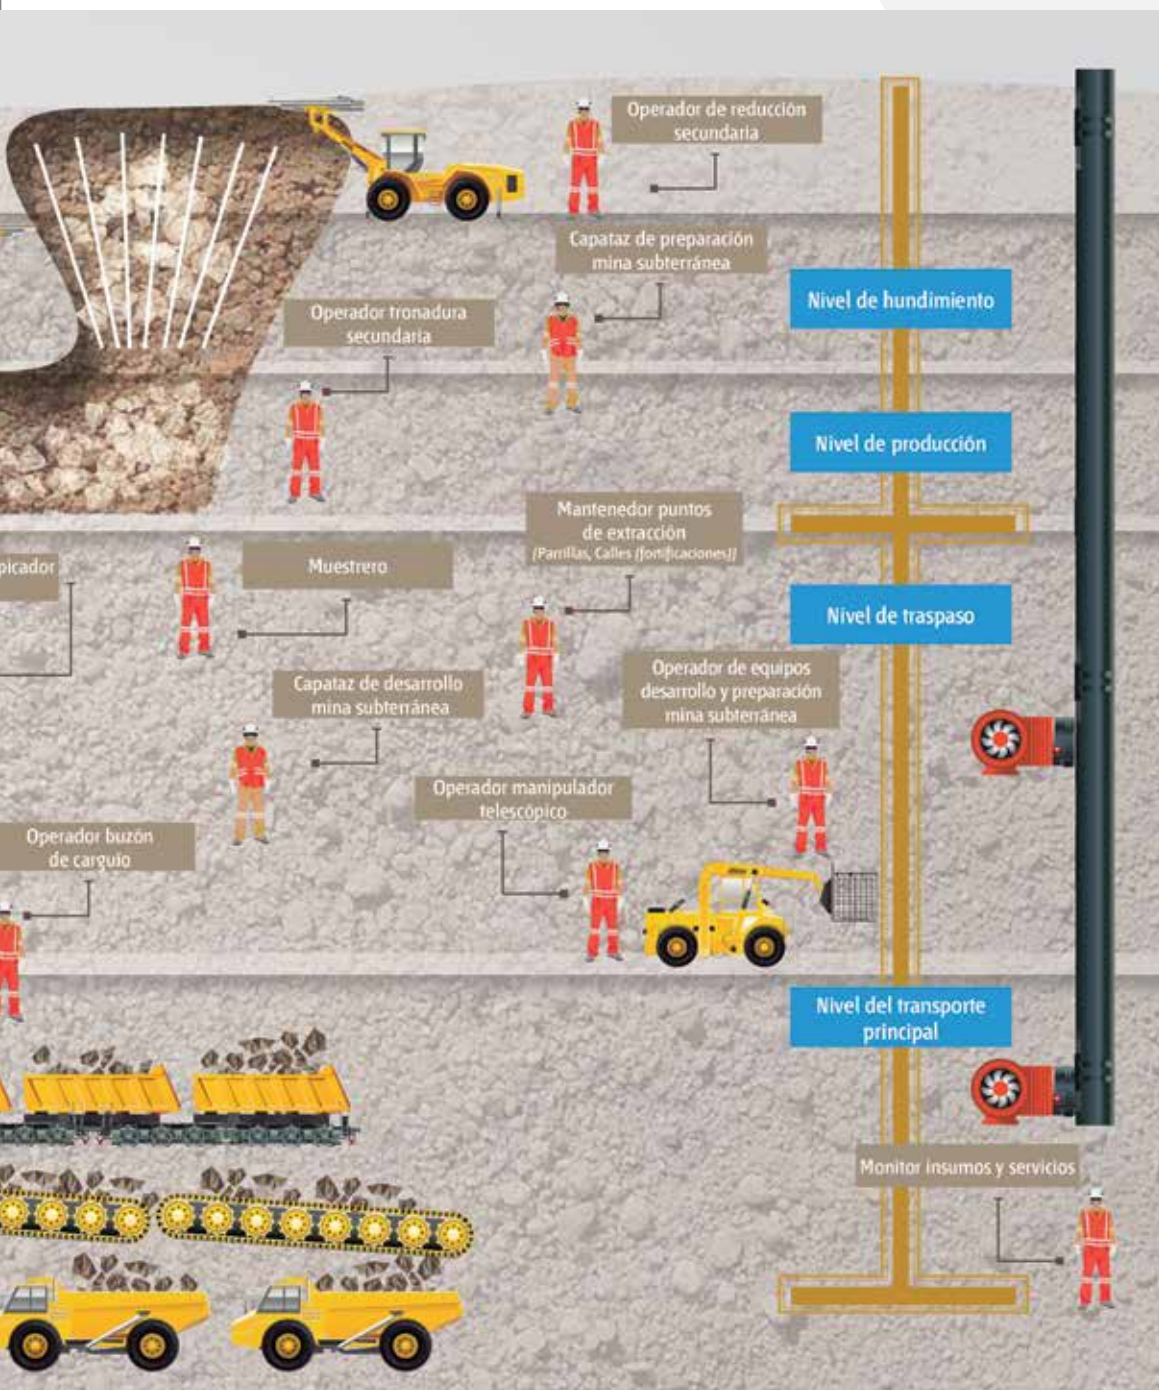 Operador de reducción
secundaria
Capataz de preparación
mina subterránea
Nivel de hundimiento
Operador tronadura
secundaria
Nivel de producción
Mantenedor puntos
de extracción
(Parrillas, Calles (fortificaciones))
picador
Muestrero
Nivel de traspaso
Operador de equipos
desarrollo y preparación
mina subterránea
Capataz de desarrollo
mina subterránea
Operador manipulador
telescópico
Operador buzón
de carguío
Nivel del transporte
principal
Monitor insumos y servicios